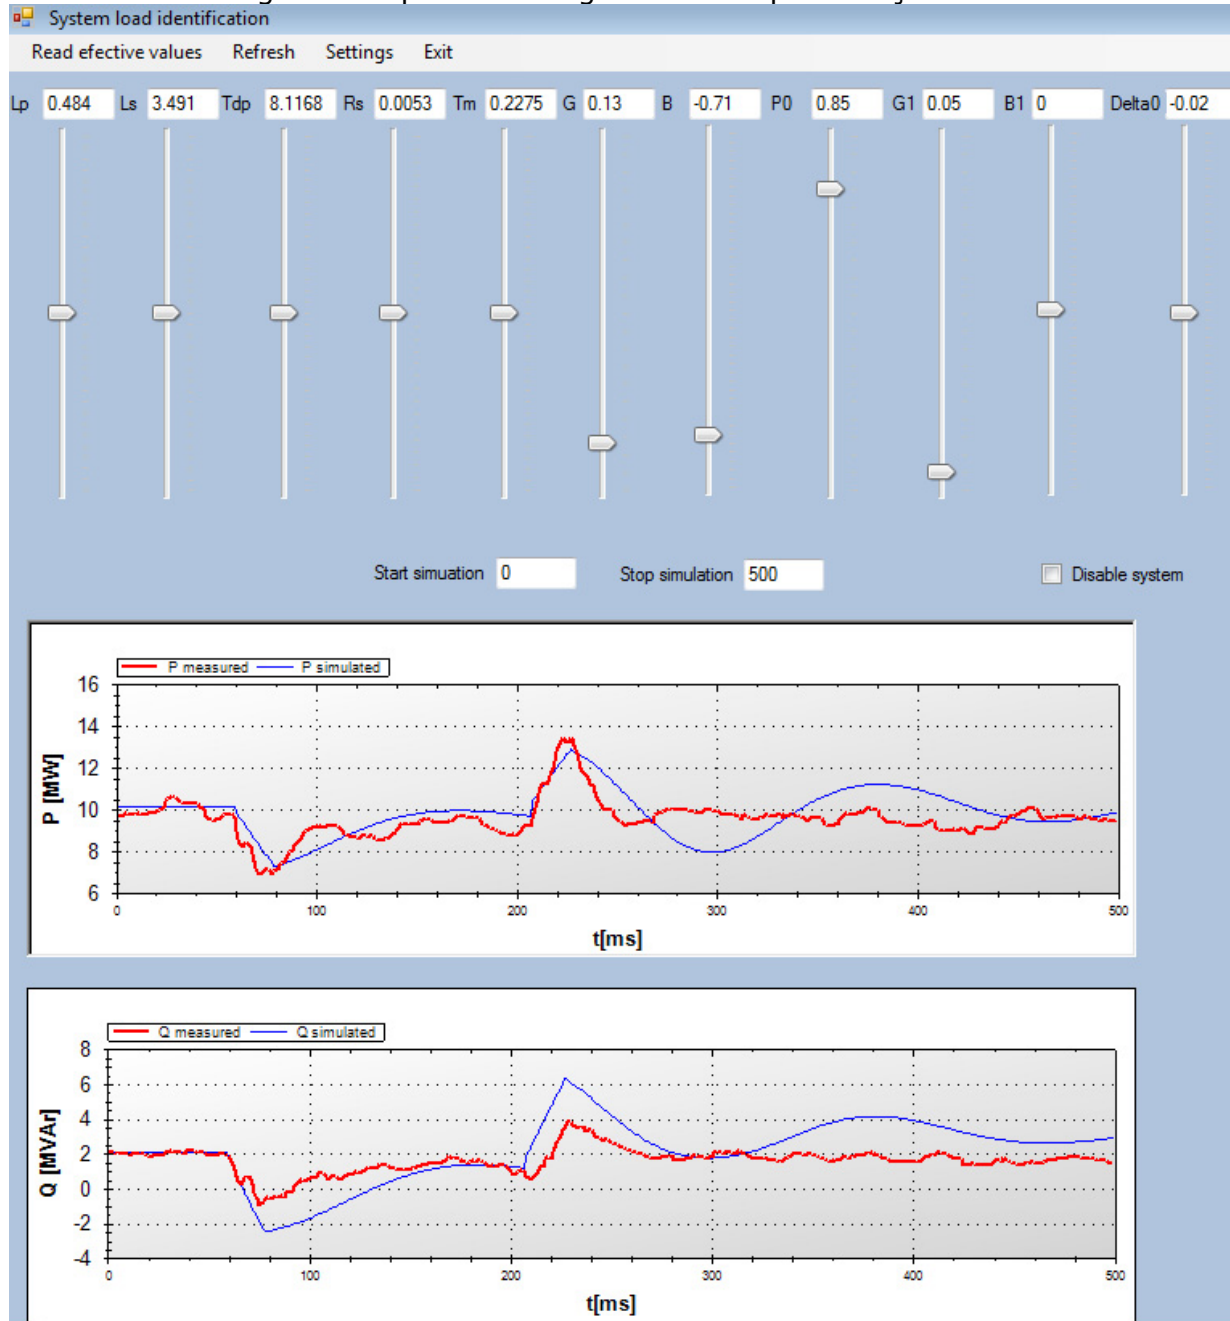 System load identification
Read efective values Refresh Settings Exit
Lp 0.484 Ls 3.491 Tdp 8.1168 Rs 0.0053 Tm 0.2275 G 0.13 B -0.71 P0 0.85 G1 0.05 B1 0 Delta0 -0.02
Start simuation 0 Stop simulation 500 Disable system
P measured P simulated
16
14
12
10
8
6
P [MW]
0 100 200 300 400 500
t[ms]
Q measured Q simulated
8
6
4
2
0
-2
-4
Q [MVAr]
0 100 200 300 400 500
t[ms]